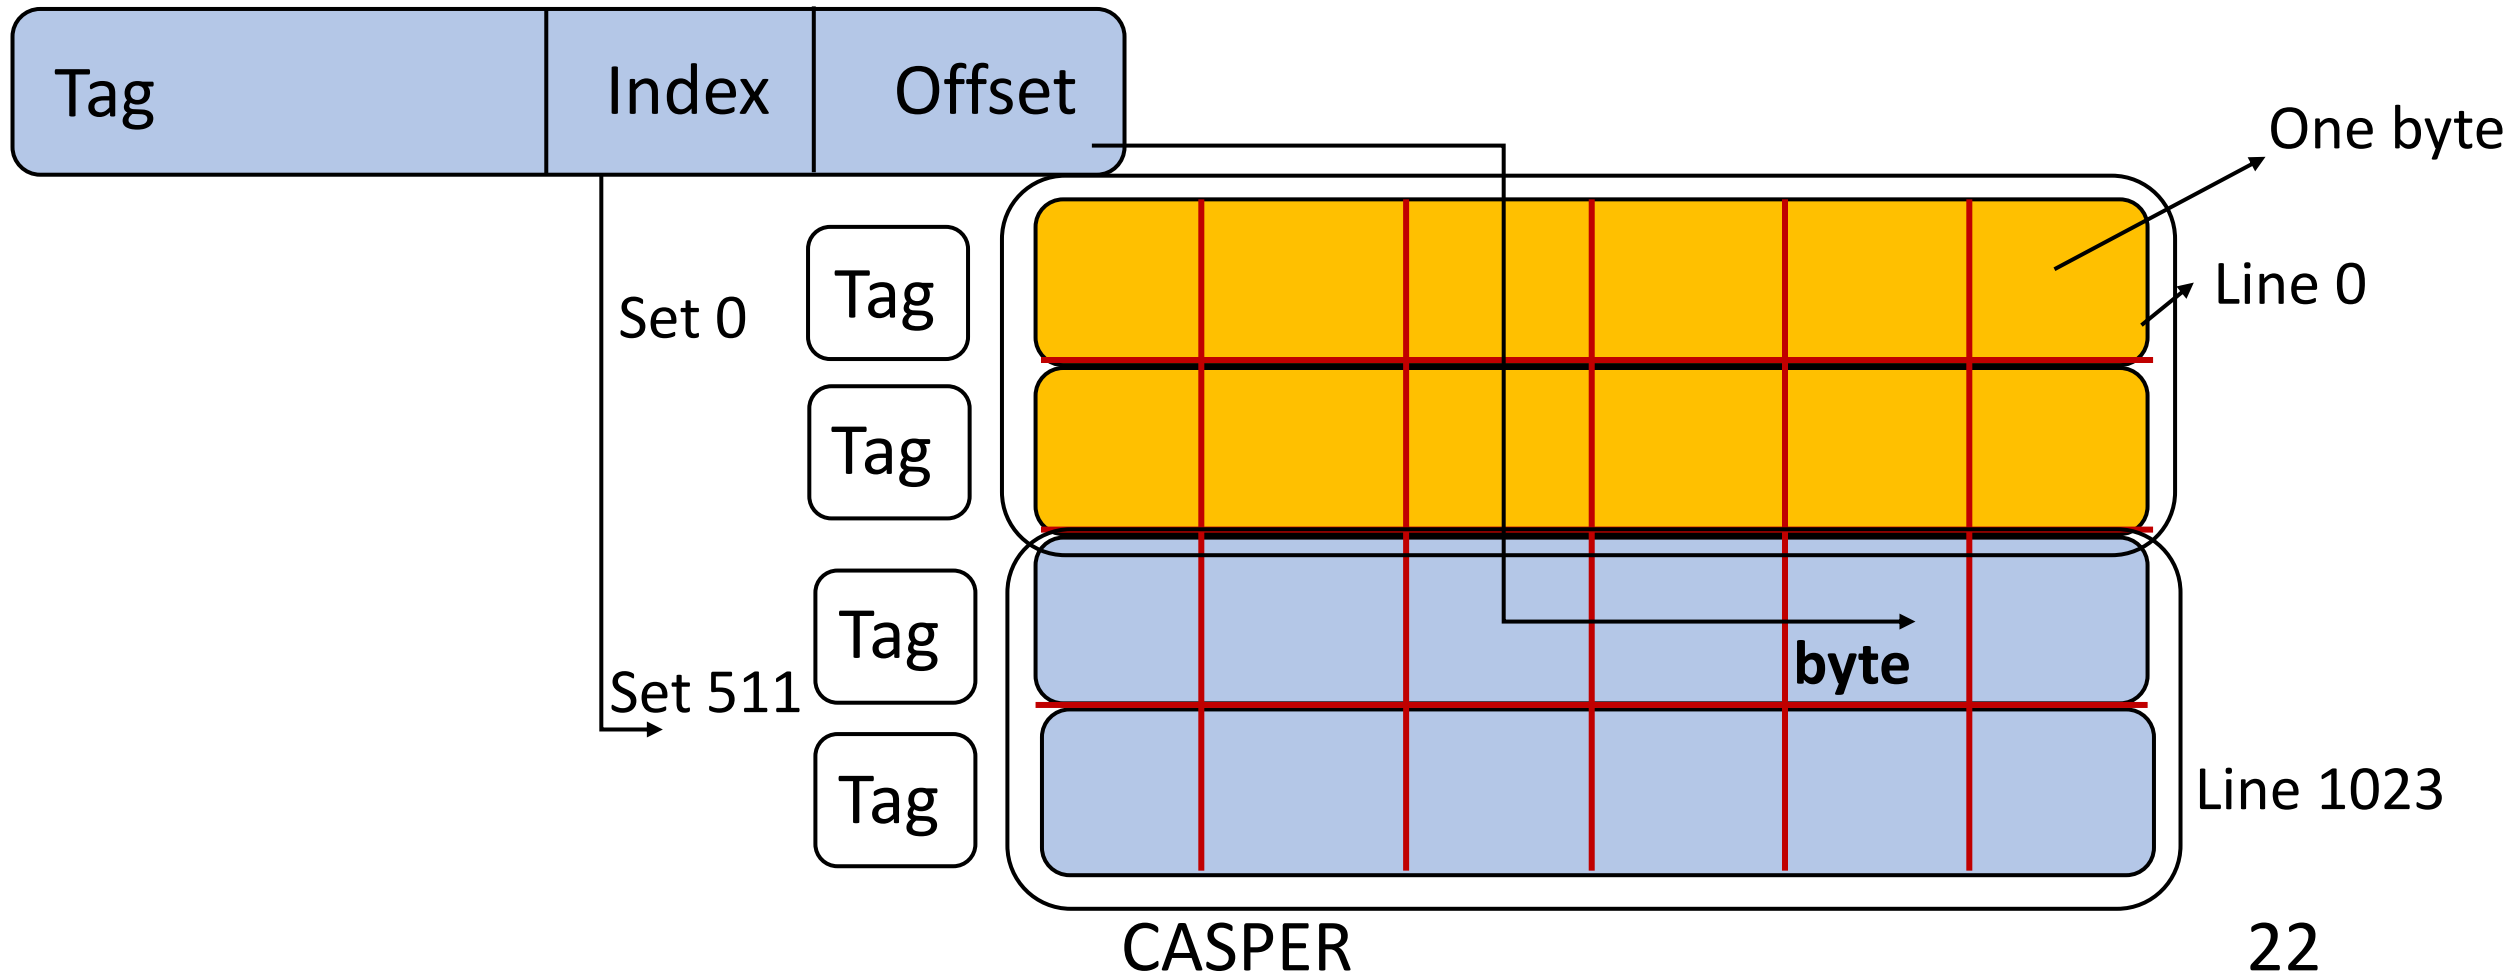 Tag
Index
Offset
One byte
Tag
Line 0
Set 0
Tag
Tag
byte
Set 511
Tag
Line 1023
CASPER
22